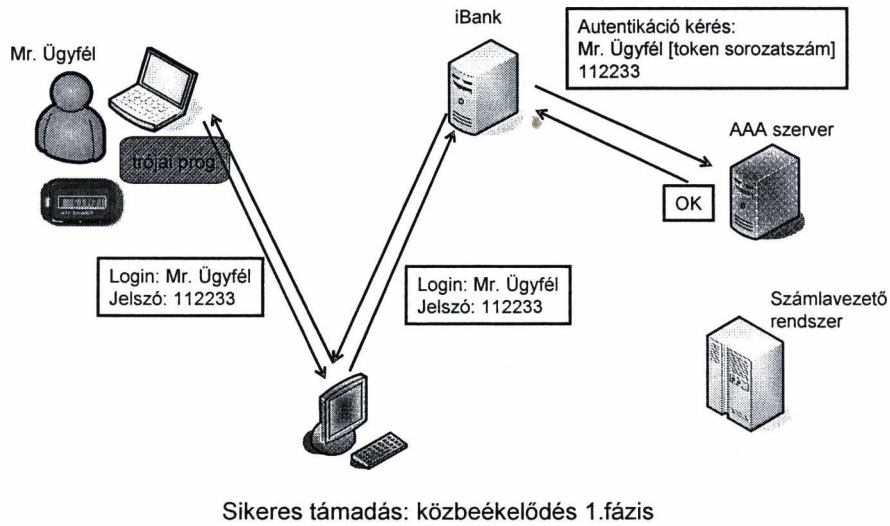 iBank
Autentikáció kérés:
Mr. Ügyfél [token sorozatszám]
112233
Mr. Ügyfél
AAA szerver
trójai prog
OK
Login: Mr. Ügyfél
Jelszó: 112233
Login: Mr. Ügyfél
Jelszó: 112233
Számlavezető
rendszer
Sikeres támadás: közbeékelődés 1.fázis